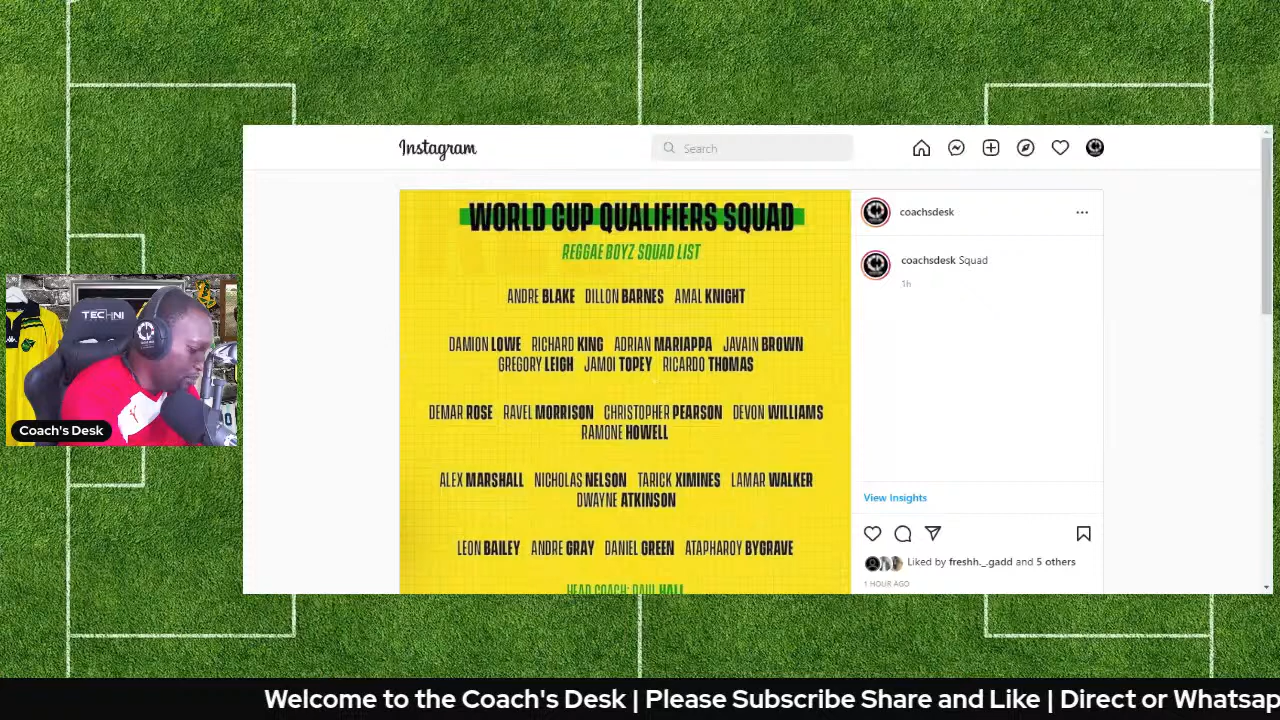 Instagram
Search
WORLD CUP QUALIFIERS SQUAD
REGGAE BOYZ SQUAD LIST
ANDRE BLAKE DILLON BARNES AMAL KNIGHT
DAMION LOWE RICHARD KING ADRIAN MARIAPPA JAVAIN BROWN
GREGORY LEIGH JAMOI TOPEY RICARDO THOMAS
DEMAR ROSE RAVEL MORRISON CHRISTOPHER PEARSON DEVON WILLIAMS
RAMONE HOWELL
ALEX MARSHALL NICHOLAS NELSON TARICK XIMINES LAMAR WALKER
DWAYNE ATKINSON
LEON BAILEY ANDRE GRAY DANIEL GREEN ATAPHAROY BYGRAVE
HEAD COACH: PAUL HALL
coachsdesk
coachsdesk Squad
1h
View Insights
Liked by freshh._.gadd and 5 others
1 HOUR AGO
TECHNI
Coach's Desk
Welcome to the Coach's Desk | Please Subscribe Share and Like | Direct or Whatsap